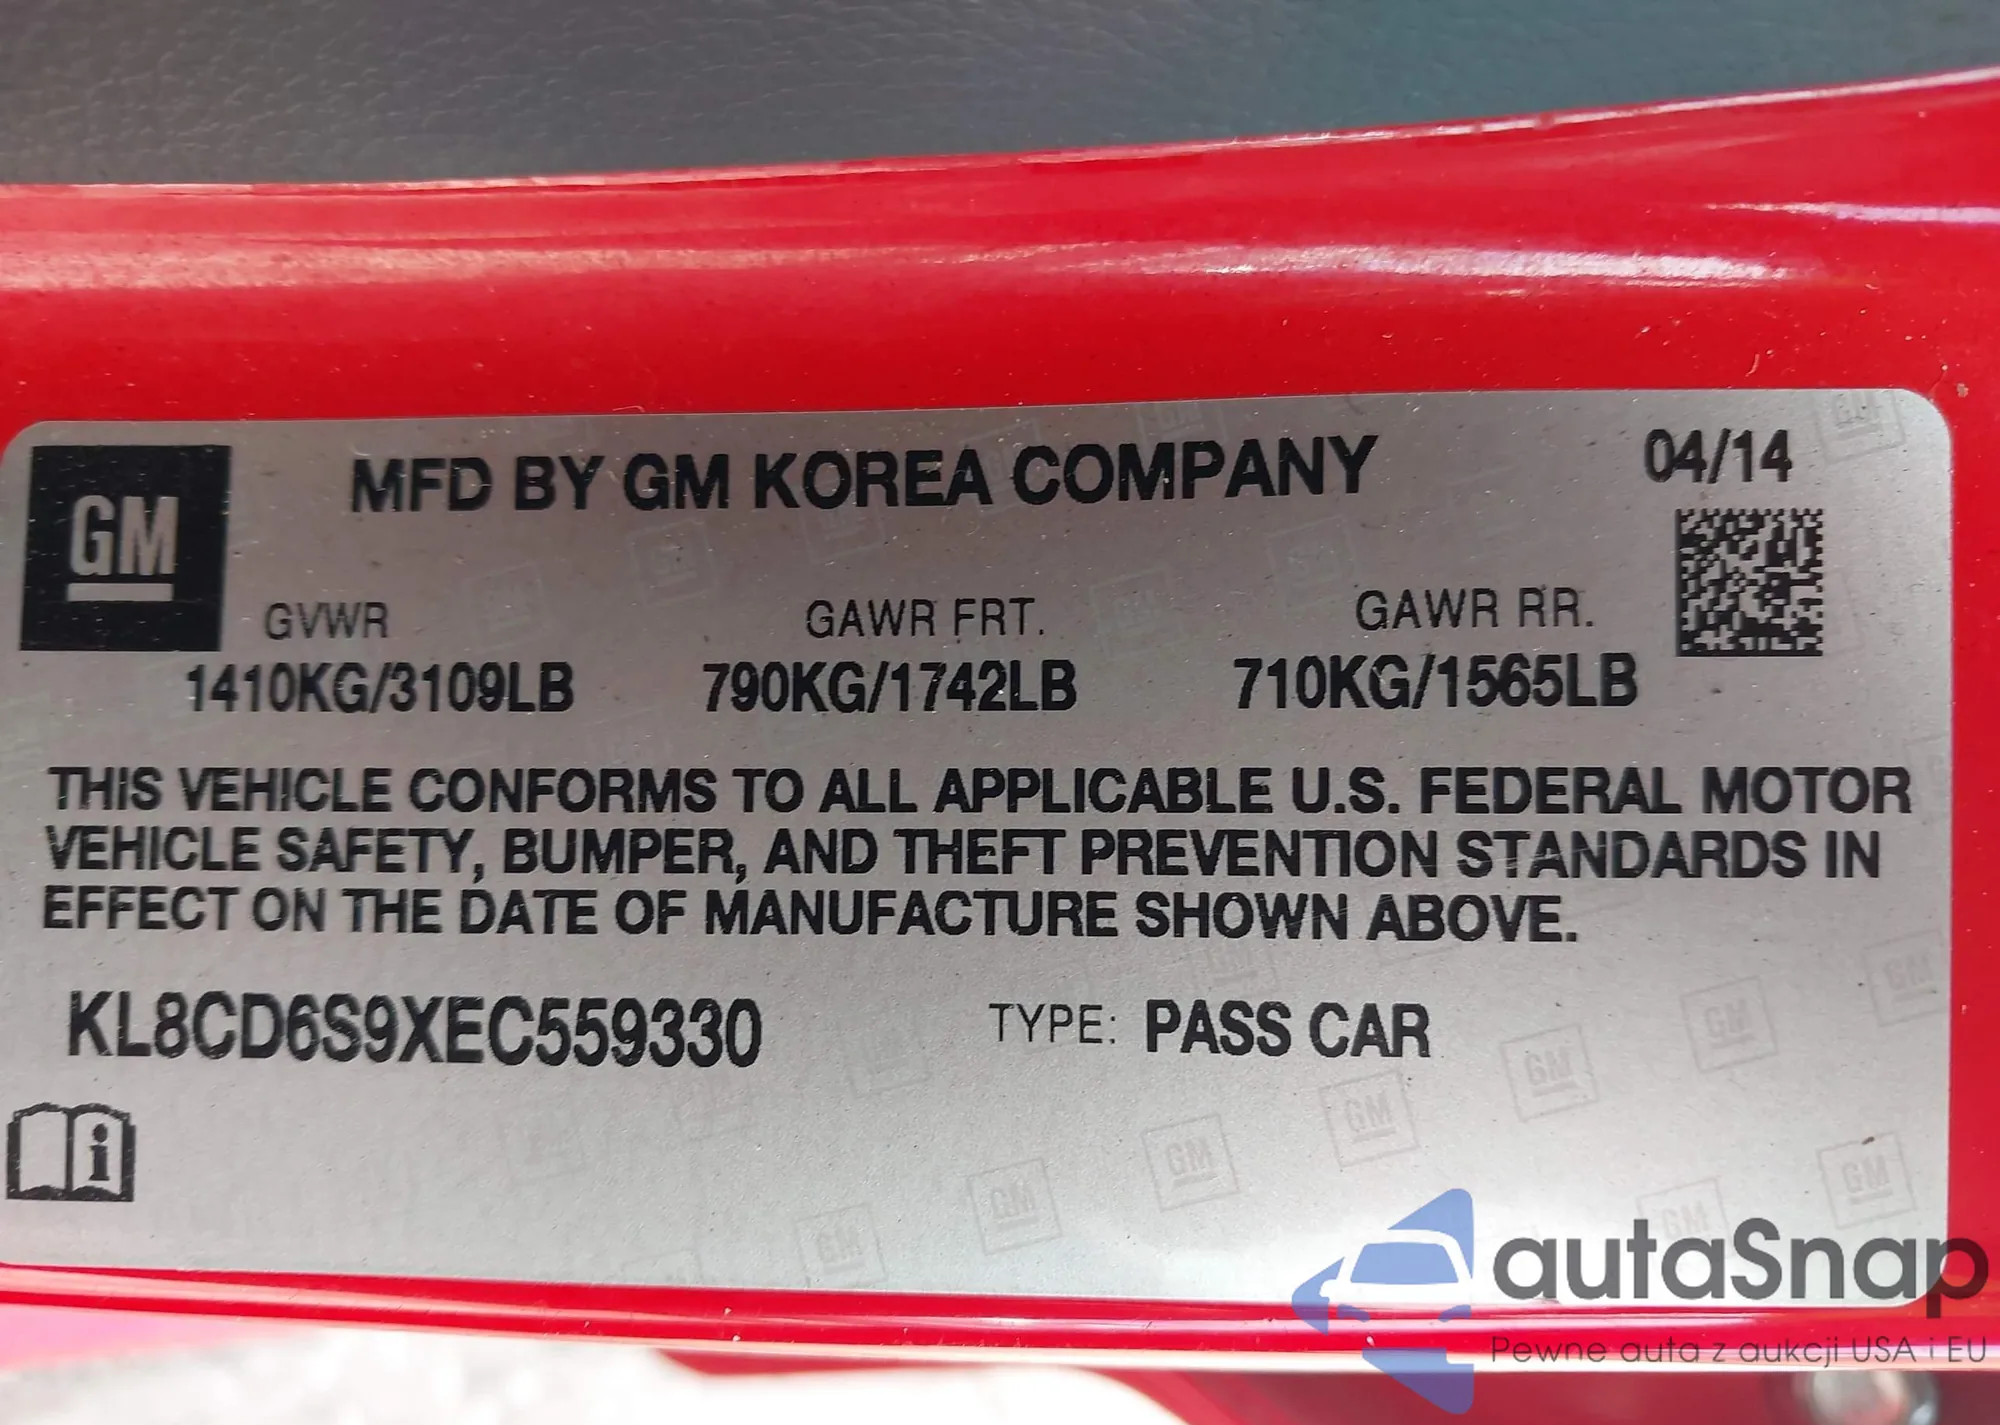 GM
MFD BY GM KOREA COMPANY
04/14
GVWR
GAWR FRT.
GAWR RR.
1410KG/3109LB
790KG/1742LB
710KG/1565LB
THIS VEHICLE CONFORMS TO ALL APPLICABLE U.S. FEDERAL MOTOR
VEHICLE SAFETY, BUMPER, AND THEFT PREVENTION STANDARDS IN
EFFECT ON THE DATE OF MANUFACTURE SHOWN ABOVE.
KL8CD6S9XEC559330
TYPE: PASS CAR
i
autaSnap
Pewne auta z aukcji USA i EU